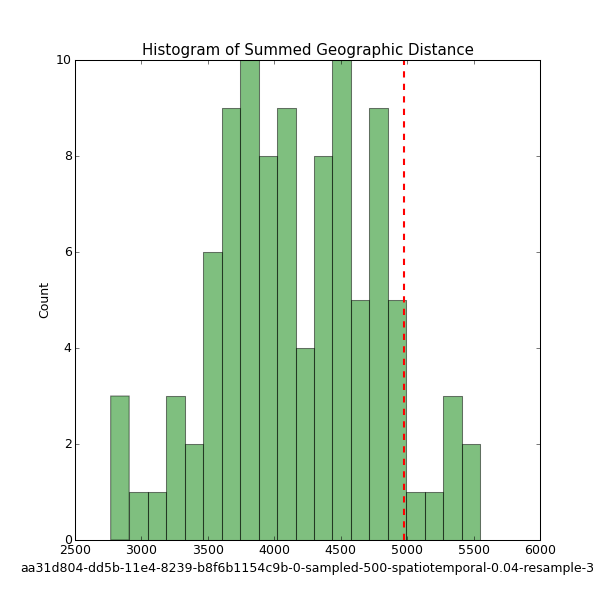 Histogram of Summed Geographic Distance
10
8
6
4
2
0
Count
2500 3000 3500 4000 4500 5000 5500 6000
aa31d804-dd5b-11e4-8239-b8f6b1154c9b-0-sampled-500-spatiotemporal-0.04-resample-3